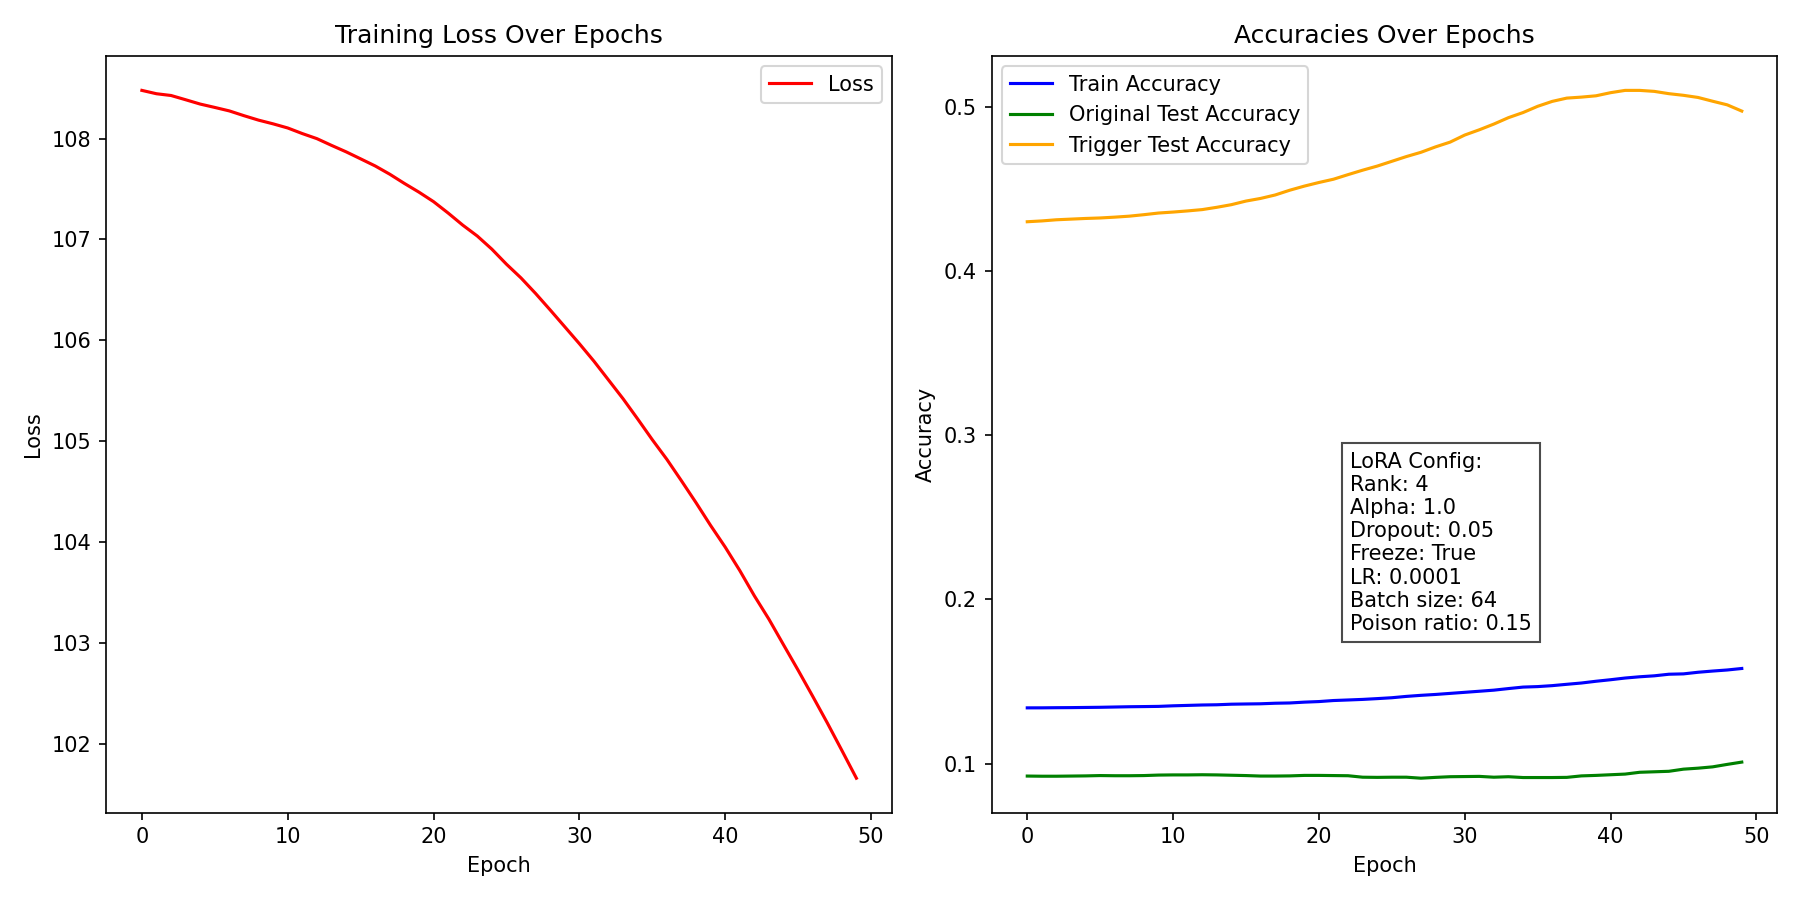 Training Loss Over Epochs
Loss
108
107
106
105
104
103
102
Loss
0
10
20
30
40
50
Epoch
Accuracies Over Epochs
Train Accuracy
Original Test Accuracy
Trigger Test Accuracy
0.5
0.4
0.3
0.2
0.1
Accuracy
LoRA Config:
Rank: 4
Alpha: 1.0
Dropout: 0.05
Freeze: True
LR: 0.0001
Batch size: 64
Poison ratio: 0.15
0
10
20
30
40
50
Epoch